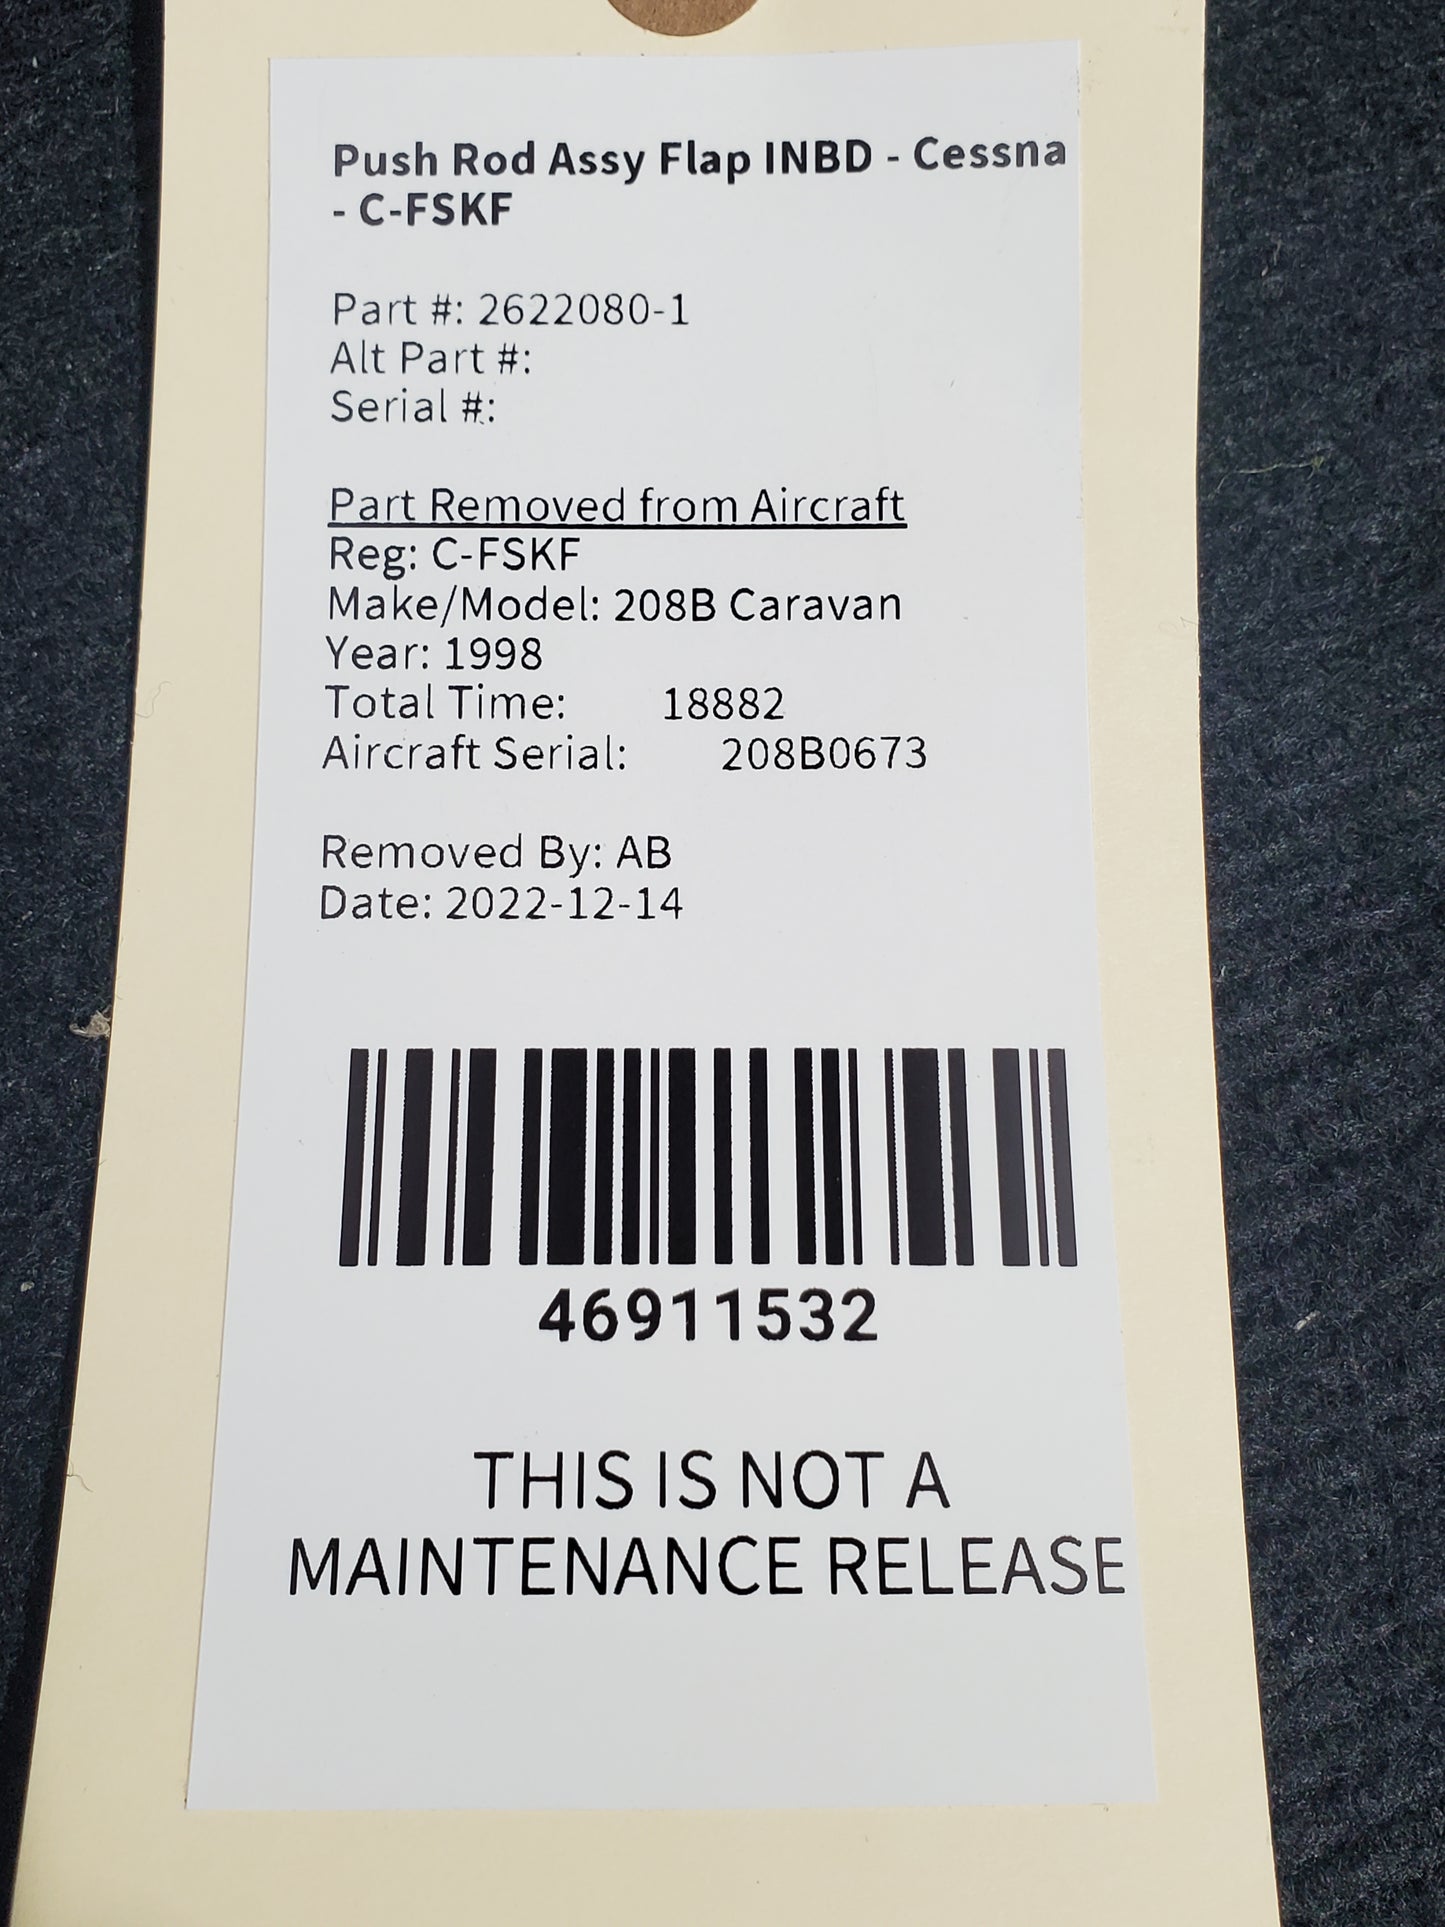 Push Rod Assy Flap INBD - Cessna
- C-FSKF
Part #: 2622080-1
Alt Part #:
Serial #:
Part Removed from Aircraft
Reg: C-FSKF
Make/Model: 208B Caravan
Year: 1998
Total Time: 18882
Aircraft Serial: 208B0673
Removed By: AB
Date: 2022-12-14
46911532
THIS IS NOT A
MAINTENANCE RELEASE